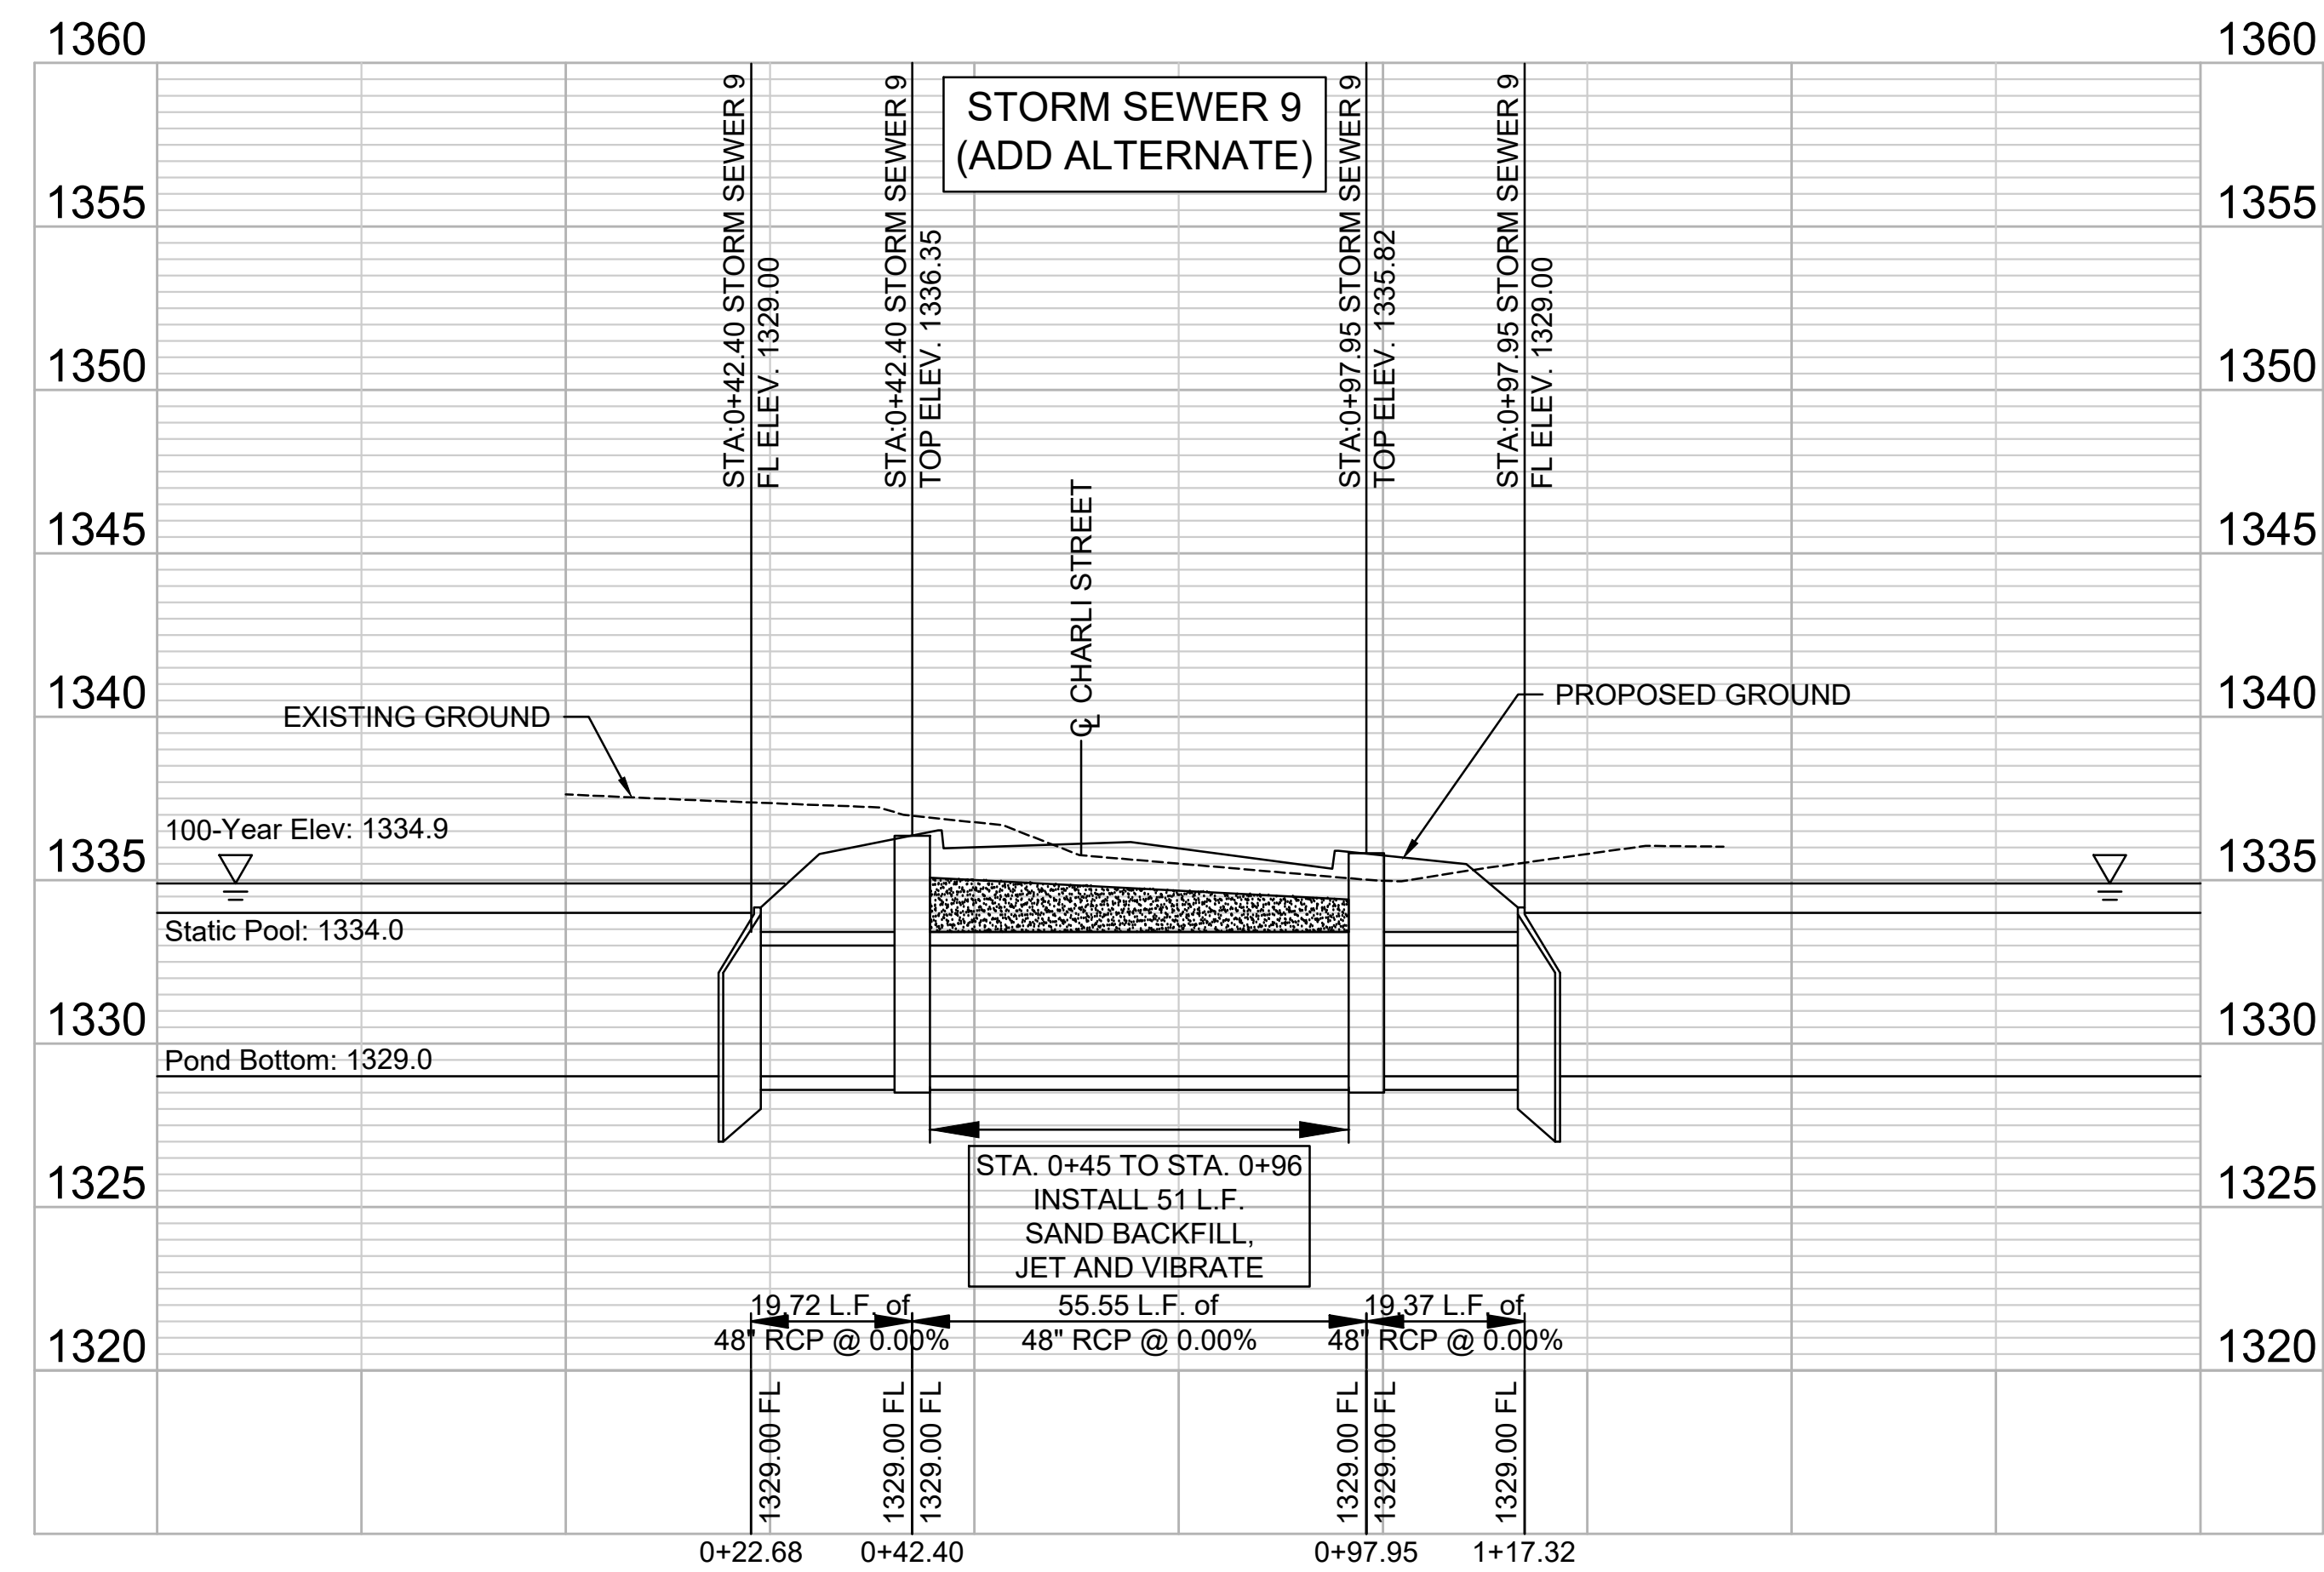 1360
1360
STORM SEWER 9
(ADD ALTERNATE)
STA:0+42.40 STORM SEWER 9
FL ELEV. 1329.00
STA:0+42.40 STORM SEWER 9
TOP ELEV. 1336.35
STA:0+97.95 STORM SEWER 9
TOP ELEV. 1335.82
STA:0+97.95 STORM SEWER 9
FL ELEV. 1329.00
1355
1355
1350
1350
1345
1345
CL CHARLI STREET
1340
1340
EXISTING GROUND
PROPOSED GROUND
100-Year Elev: 1334.9
1335
1335
Static Pool: 1334.0
1330
1330
Pond Bottom: 1329.0
STA. 0+45 TO STA. 0+96
INSTALL 51 L.F.
SAND BACKFILL,
JET AND VIBRATE
1325
1325
19.72 L.F. of
48" RCP @ 0.00%
55.55 L.F. of
48" RCP @ 0.00%
19.37 L.F. of
48" RCP @ 0.00%
1320
1320
1329.00 FL
1329.00 FL
1329.00 FL
1329.00 FL
1329.00 FL
1329.00 FL
0+22.68
0+42.40
0+97.95
1+17.32